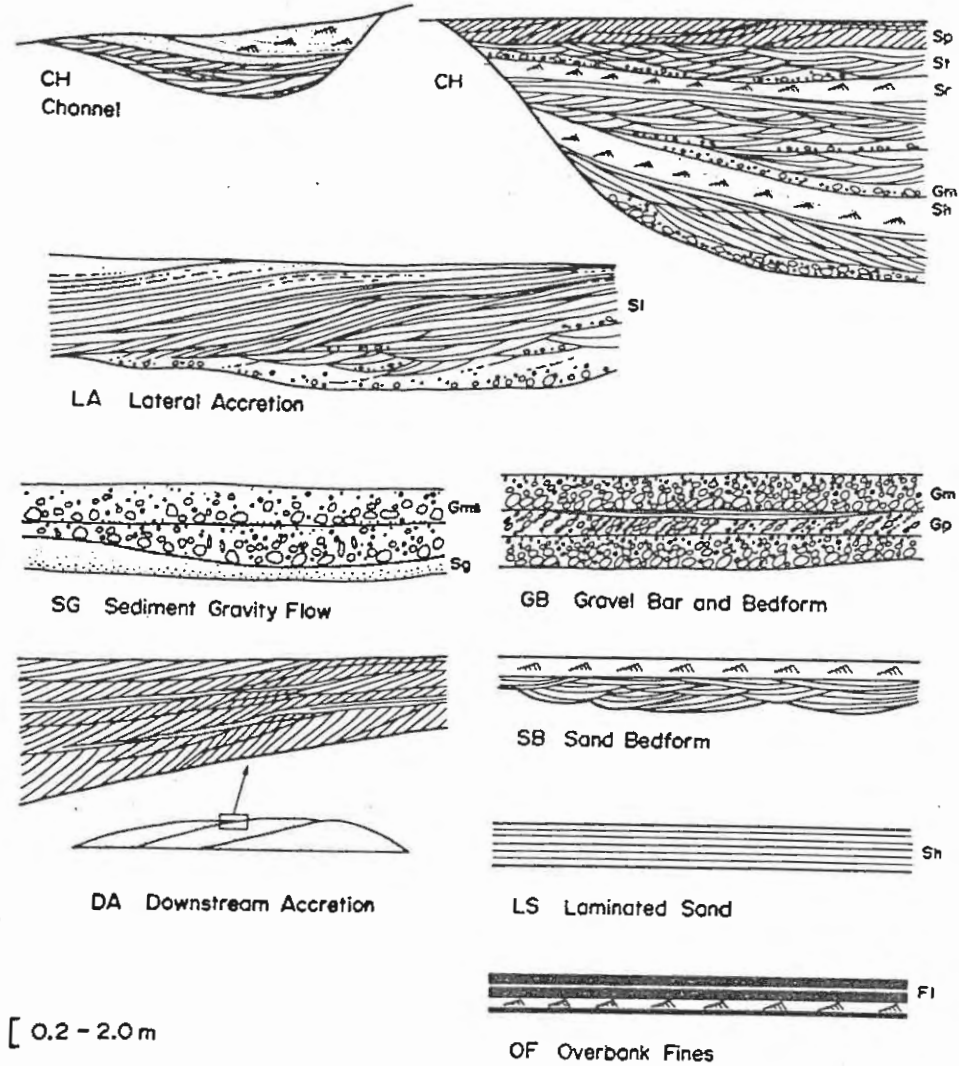 CH
Channel
CH
Sp
St
Sr
Gm
Sh
Sl
LA Lateral Accretion
Gms
Sg
SG Sediment Gravity Flow
Gm
Gp
GB Gravel Bar and Bedform
SB Sand Bedform
DA Downstream Accretion
Sh
LS Laminated Sand
Fl
OF Overbank Fines
[ 0.2 - 2.0 m